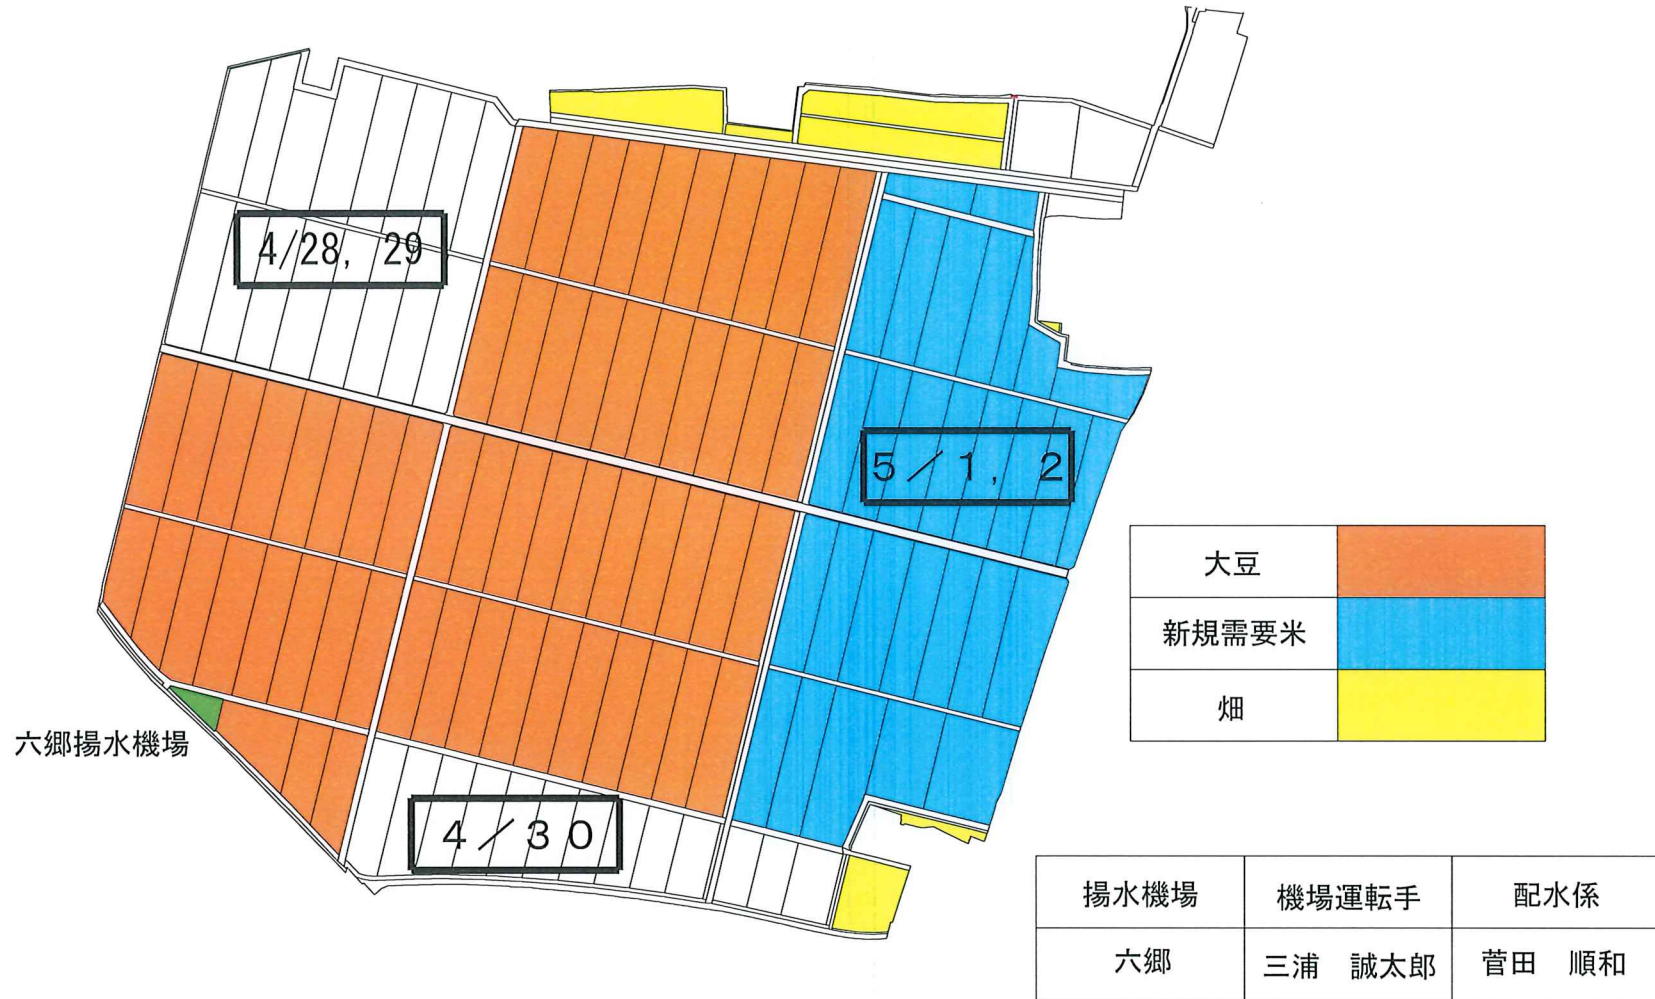 4/28, 29
5／1, 2
大豆
新規需要米
畑
六郷揚水機場
4／30
揚水機場 機場運転手 配水係
六郷 三浦　誠太郎 菅田　順和